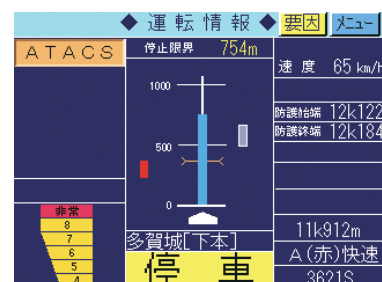 ◆ 運転情報 ◆ 要因 メニュー
ATACS
停止限界 754m
速度 65 km/h
1000
500
0
防護始端 12k122
防護終端 12k184
非常
8
7
6
5
4
多賀城[下本]
停車
11k912m
A(赤)快速
3621S